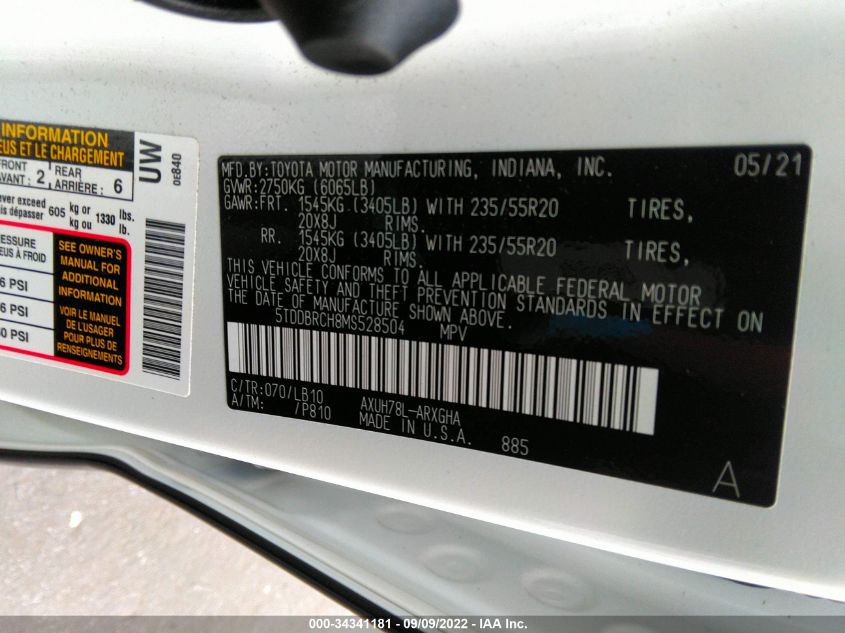 INFORMATION
EUS ET LE CHARGEMENT
FRONT
AVANT : 2
REAR
ARRIÈRE : 6
ever exceed
s dépasser 605 kg or kg ou 1330 lbs. lb.
PRESSURE
EUS À FROID
6 PSI
6 PSI
0 PSI
SEE OWNER'S
MANUAL FOR
ADDITIONAL
INFORMATION
VOIR LE MANUEL
DE L'USAGER
POUR PLUS DE
RENSEIGNEMENTS
UW
0E840
MFD.BY:TOYOTA MOTOR MANUFACTURING, INDIANA, INC. 05/21
GVWR:2750KG (6065LB)
GAWR:FRT. 1545KG (3405LB) WITH 235/55R20 TIRES,
20X8J RIMS.
RR. 1545KG (3405LB) WITH 235/55R20 TIRES,
20X8J RIMS.
THIS VEHICLE CONFORMS TO ALL APPLICABLE FEDERAL MOTOR
VEHICLE SAFETY AND THEFT PREVENTION STANDARDS IN EFFECT ON
THE DATE OF MANUFACTURE SHOWN ABOVE.
5TDDBRCH8MS528504 MPV
C/TR:070/LB10 AXUH78L-ARXGHA
A/TM: /P810 MADE IN U.S.A. 885
A
000-34341181 - 09/09/2022 - IAA Inc.